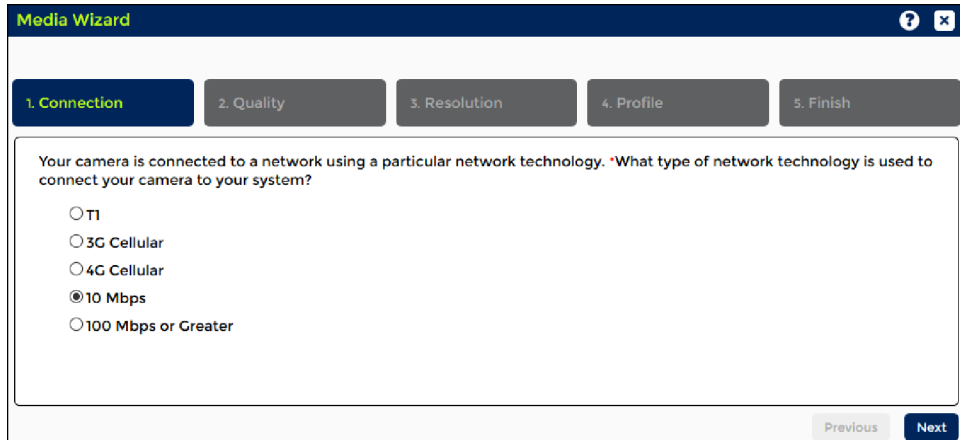 Media Wizard ?
1. Connection 2. Quality 3. Resolution 4. Profile 5. Finish
Your camera is connected to a network using a particular network technology. *What type of network technology is used to
connect your camera to your system?
T1
3G Cellular
4G Cellular
10 Mbps
100 Mbps or Greater
Previous Next